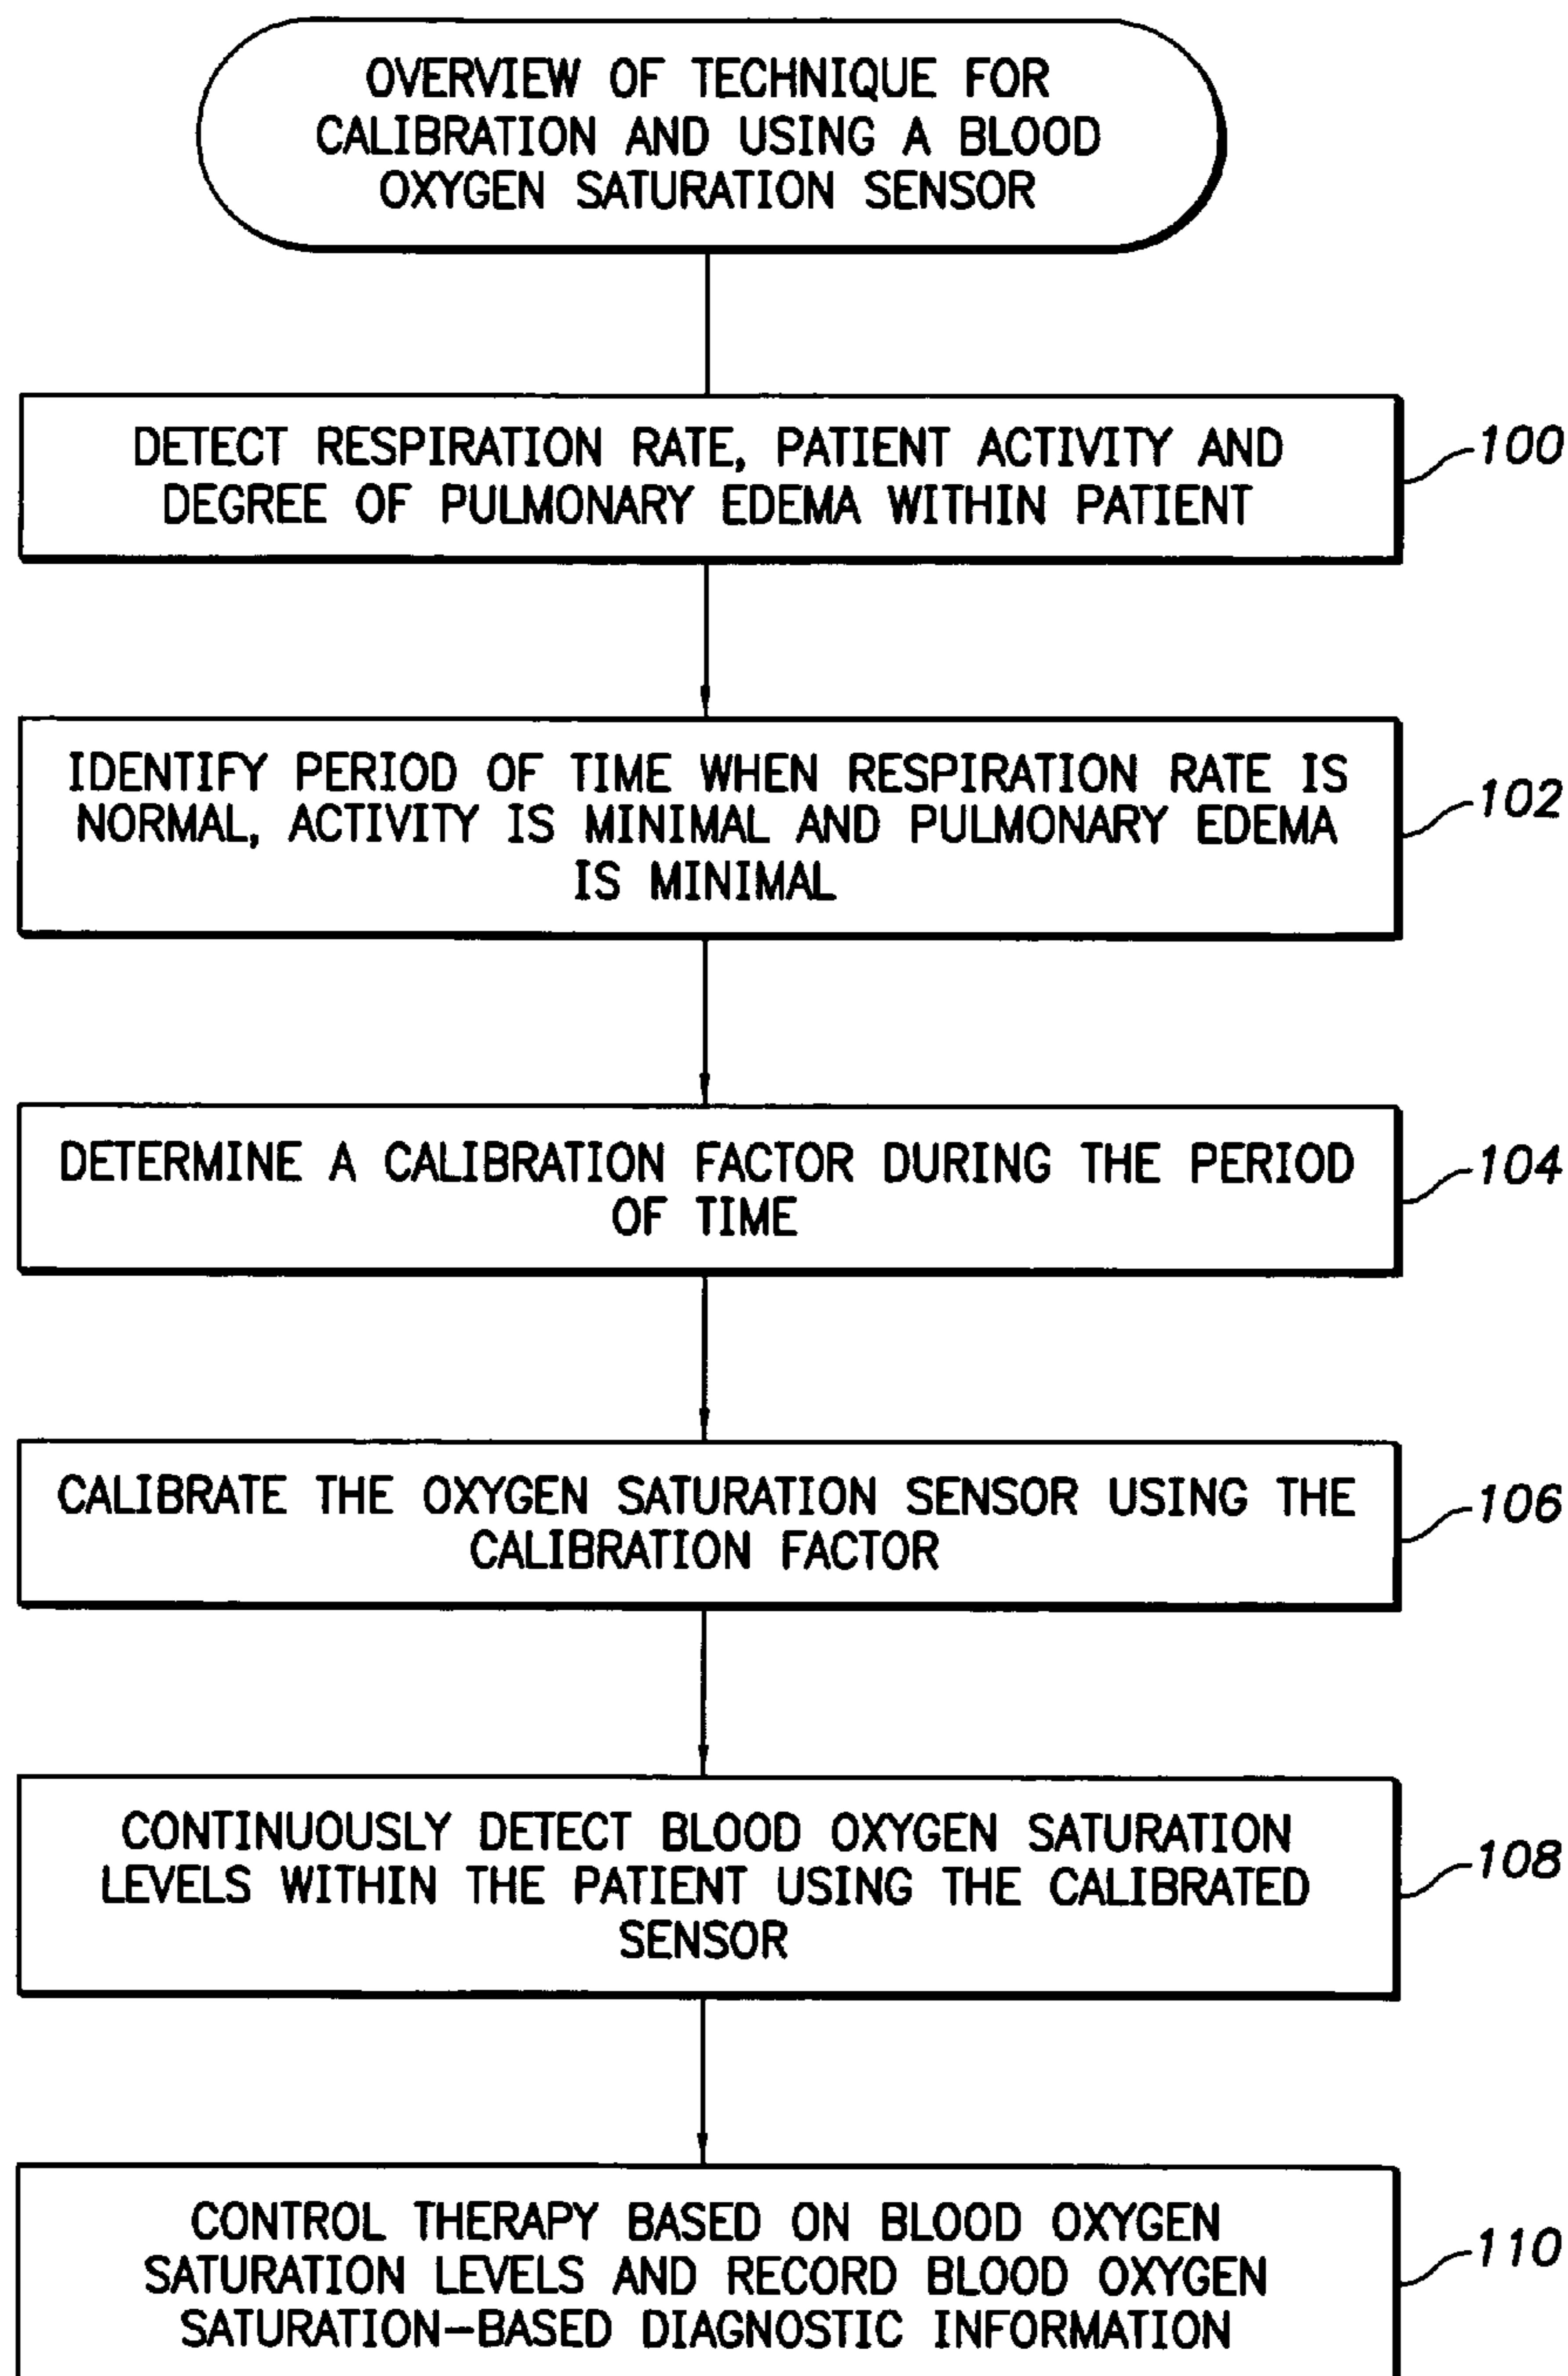 OVERVIEW OF TECHNIQUE FOR
CALIBRATION AND USING A BLOOD
OXYGEN SATURATION SENSOR
DETECT RESPIRATION RATE, PATIENT ACTIVITY AND
DEGREE OF PULMONARY EDEMA WITHIN PATIENT
100
IDENTIFY PERIOD OF TIME WHEN RESPIRATION RATE IS
NORMAL, ACTIVITY IS MINIMAL AND PULMONARY EDEMA
IS MINIMAL
102
DETERMINE A CALIBRATION FACTOR DURING THE PERIOD
OF TIME
104
CALIBRATE THE OXYGEN SATURATION SENSOR USING THE
CALIBRATION FACTOR
106
CONTINUOUSLY DETECT BLOOD OXYGEN SATURATION
LEVELS WITHIN THE PATIENT USING THE CALIBRATED
SENSOR
108
CONTROL THERAPY BASED ON BLOOD OXYGEN
SATURATION LEVELS AND RECORD BLOOD OXYGEN
SATURATION-BASED DIAGNOSTIC INFORMATION
110